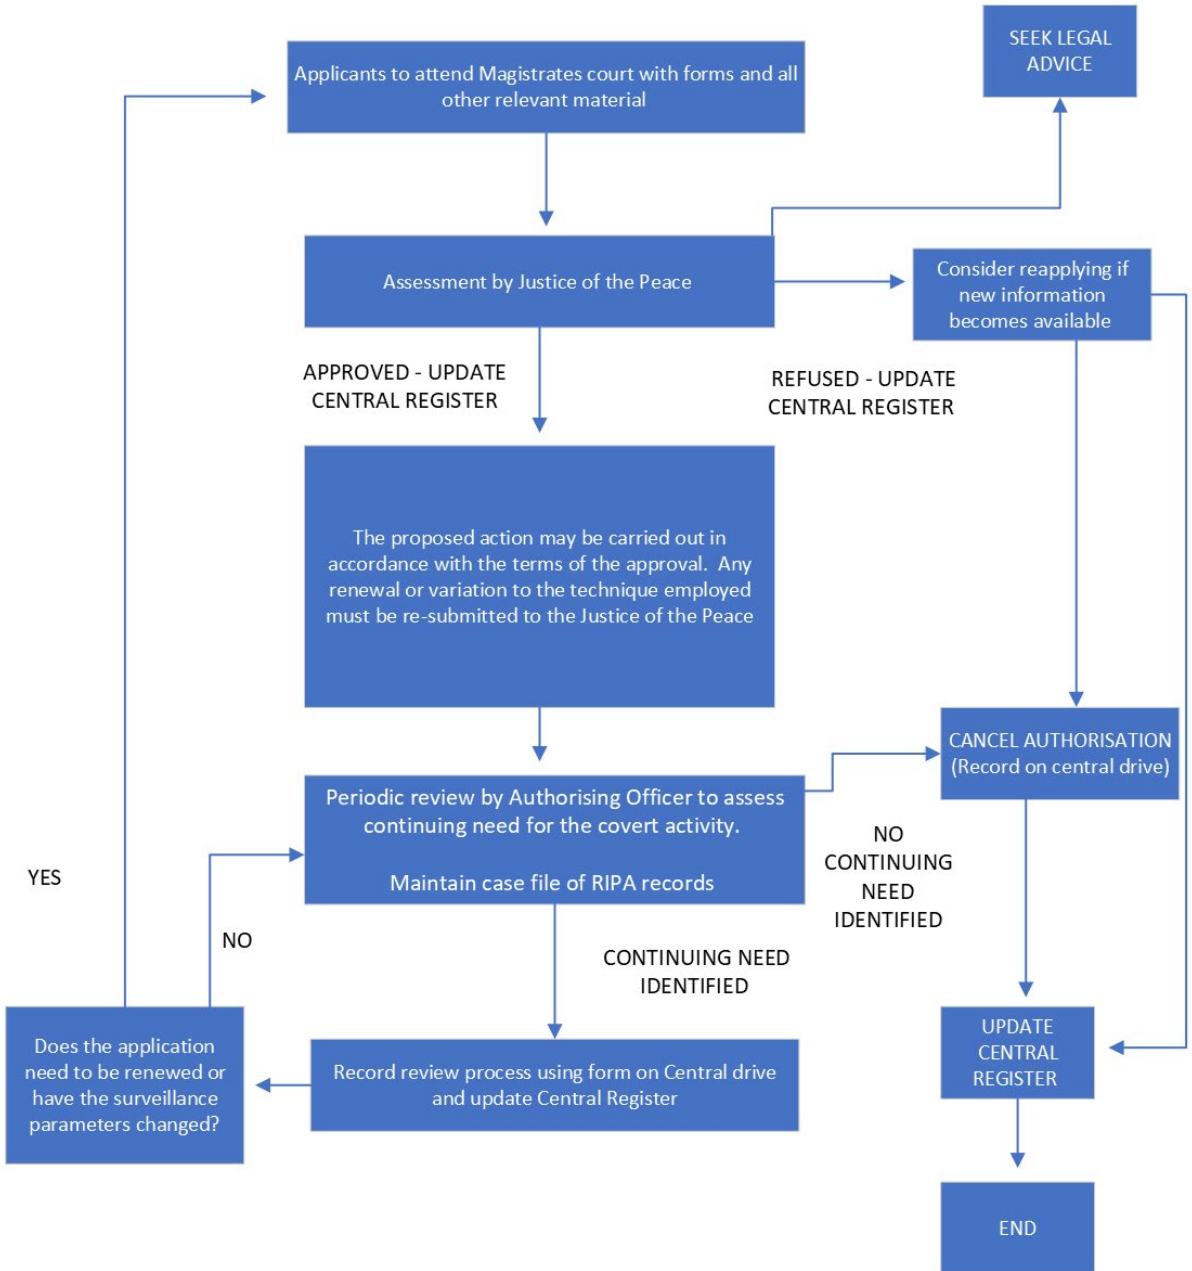 SEEK LEGAL
ADVICE
Applicants to attend Magistrates court with forms and all
other relevant material
Assessment by Justice of the Peace
Consider reapplying if
new information
becomes available
APPROVED - UPDATE
CENTRAL REGISTER
REFUSED - UPDATE
CENTRAL REGISTER
The proposed action may be carried out in
accordance with the terms of the approval.  Any
renewal or variation to the technique employed
must be re-submitted to the Justice of the Peace
CANCEL AUTHORISATION
(Record on central drive)
Periodic review by Authorising Officer to assess
continuing need for the covert activity.
Maintain case file of RIPA records
NO
CONTINUING
NEED
IDENTIFIED
YES
NO
CONTINUING NEED
IDENTIFIED
Does the application
need to be renewed or
have the surveillance
parameters changed?
Record review process using form on Central drive
and update Central Register
UPDATE
CENTRAL
REGISTER
END